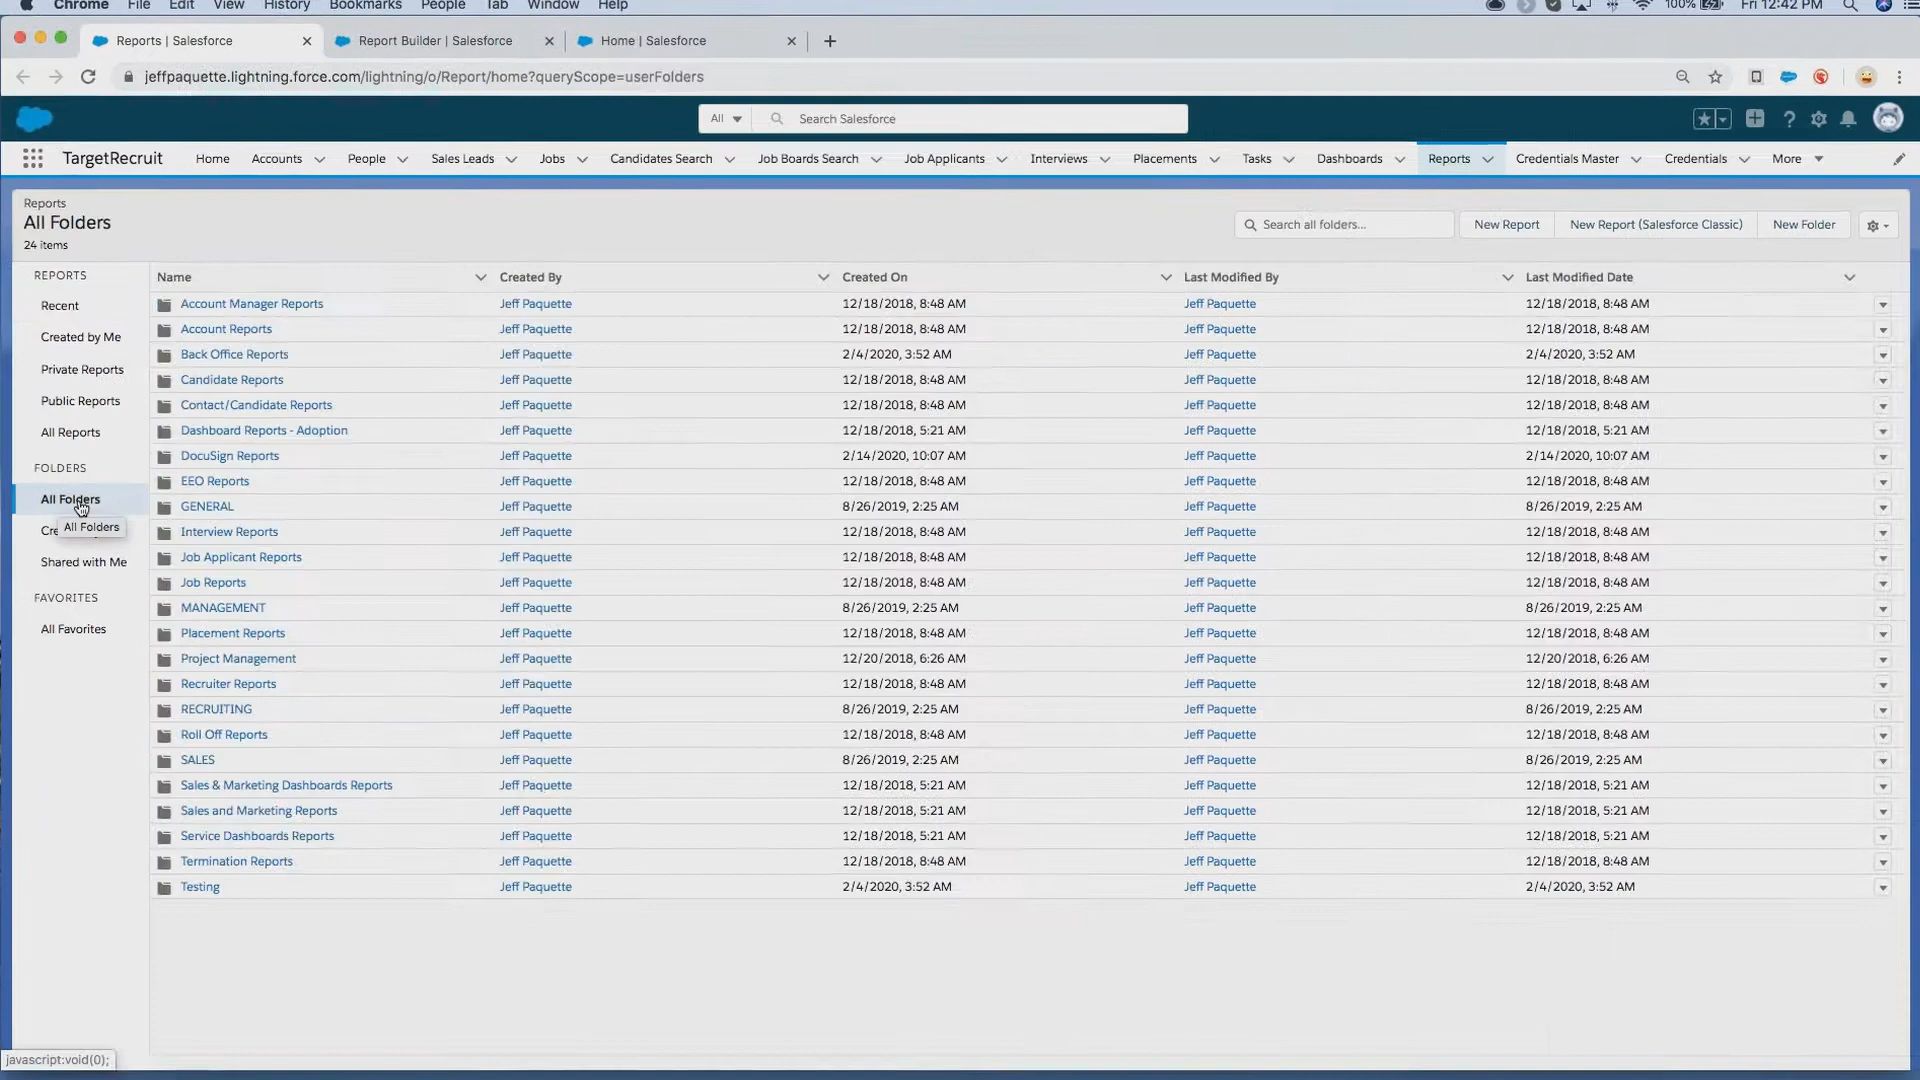 Chrome File Edit View History Bookmarks People Tab Window Help 100% Fri 12:42 PM
Reports | Salesforce Report Builder | Salesforce Home | Salesforce
jeffpaquette.lightning.force.com/lightning/o/Report/home?queryScope=userFolders
All Search Salesforce
TargetRecruit Home Accounts People Sales Leads Jobs Candidates Search Job Boards Search Job Applicants Interviews Placements Tasks Dashboards Reports Credentials Master Credentials More
Reports
All Folders
24 items
Search all folders... New Report New Report (Salesforce Classic) New Folder
REPORTS
Recent
Created by Me
Private Reports
Public Reports
All Reports
FOLDERS
All Folders
All Folders
Cre
Shared with Me
FAVORITES
All Favorites
Name Created By Created On Last Modified By Last Modified Date
Account Manager Reports Jeff Paquette 12/18/2018, 8:48 AM Jeff Paquette 12/18/2018, 8:48 AM
Account Reports Jeff Paquette 12/18/2018, 8:48 AM Jeff Paquette 12/18/2018, 8:48 AM
Back Office Reports Jeff Paquette 2/4/2020, 3:52 AM Jeff Paquette 2/4/2020, 3:52 AM
Candidate Reports Jeff Paquette 12/18/2018, 8:48 AM Jeff Paquette 12/18/2018, 8:48 AM
Contact/Candidate Reports Jeff Paquette 12/18/2018, 8:48 AM Jeff Paquette 12/18/2018, 8:48 AM
Dashboard Reports - Adoption Jeff Paquette 12/18/2018, 5:21 AM Jeff Paquette 12/18/2018, 5:21 AM
DocuSign Reports Jeff Paquette 2/14/2020, 10:07 AM Jeff Paquette 2/14/2020, 10:07 AM
EEO Reports Jeff Paquette 12/18/2018, 8:48 AM Jeff Paquette 12/18/2018, 8:48 AM
GENERAL Jeff Paquette 8/26/2019, 2:25 AM Jeff Paquette 8/26/2019, 2:25 AM
Interview Reports Jeff Paquette 12/18/2018, 8:48 AM Jeff Paquette 12/18/2018, 8:48 AM
Job Applicant Reports Jeff Paquette 12/18/2018, 8:48 AM Jeff Paquette 12/18/2018, 8:48 AM
Job Reports Jeff Paquette 12/18/2018, 8:48 AM Jeff Paquette 12/18/2018, 8:48 AM
MANAGEMENT Jeff Paquette 8/26/2019, 2:25 AM Jeff Paquette 8/26/2019, 2:25 AM
Placement Reports Jeff Paquette 12/18/2018, 8:48 AM Jeff Paquette 12/18/2018, 8:48 AM
Project Management Jeff Paquette 12/20/2018, 6:26 AM Jeff Paquette 12/20/2018, 6:26 AM
Recruiter Reports Jeff Paquette 12/18/2018, 8:48 AM Jeff Paquette 12/18/2018, 8:48 AM
RECRUITING Jeff Paquette 8/26/2019, 2:25 AM Jeff Paquette 8/26/2019, 2:25 AM
Roll Off Reports Jeff Paquette 12/18/2018, 8:48 AM Jeff Paquette 12/18/2018, 8:48 AM
SALES Jeff Paquette 8/26/2019, 2:25 AM Jeff Paquette 8/26/2019, 2:25 AM
Sales & Marketing Dashboards Reports Jeff Paquette 12/18/2018, 5:21 AM Jeff Paquette 12/18/2018, 5:21 AM
Sales and Marketing Reports Jeff Paquette 12/18/2018, 5:21 AM Jeff Paquette 12/18/2018, 5:21 AM
Service Dashboards Reports Jeff Paquette 12/18/2018, 5:21 AM Jeff Paquette 12/18/2018, 5:21 AM
Termination Reports Jeff Paquette 12/18/2018, 8:48 AM Jeff Paquette 12/18/2018, 8:48 AM
Testing Jeff Paquette 2/4/2020, 3:52 AM Jeff Paquette 2/4/2020, 3:52 AM
javascript:void(0);